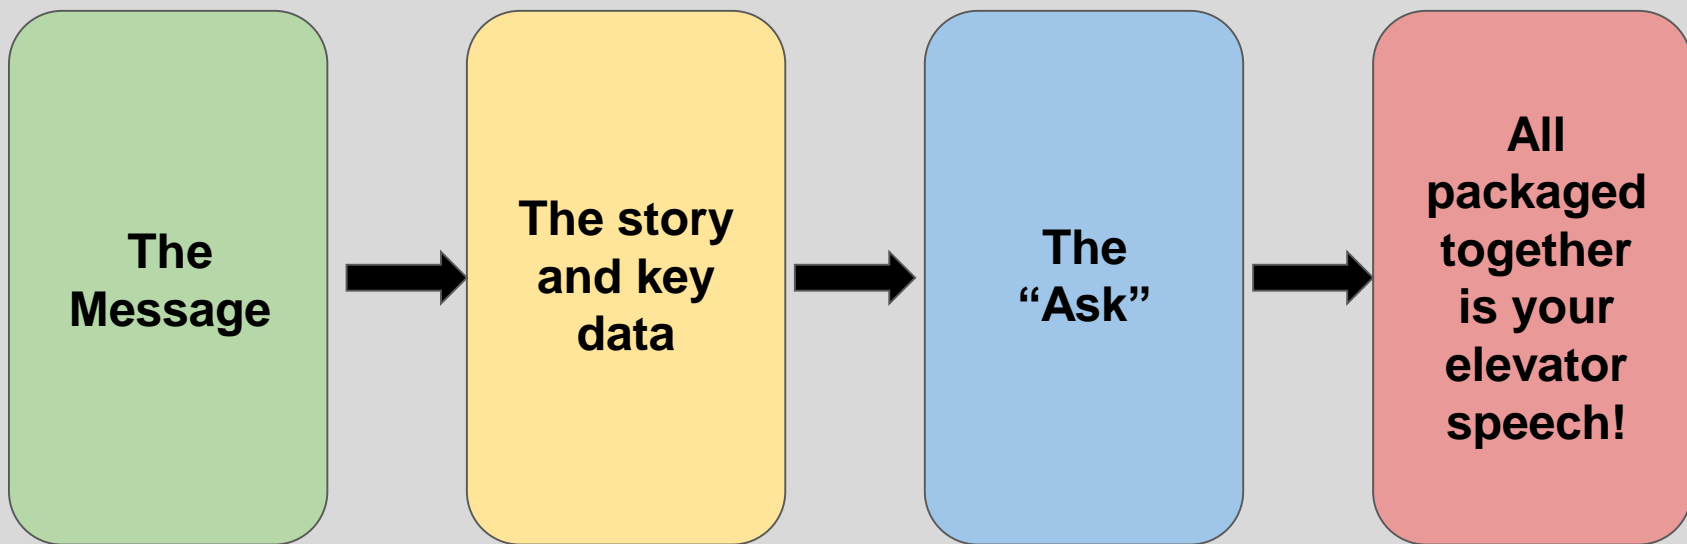 The
Message
The story
and key
data
The
“Ask”
All
packaged
together
is your
elevator
speech!